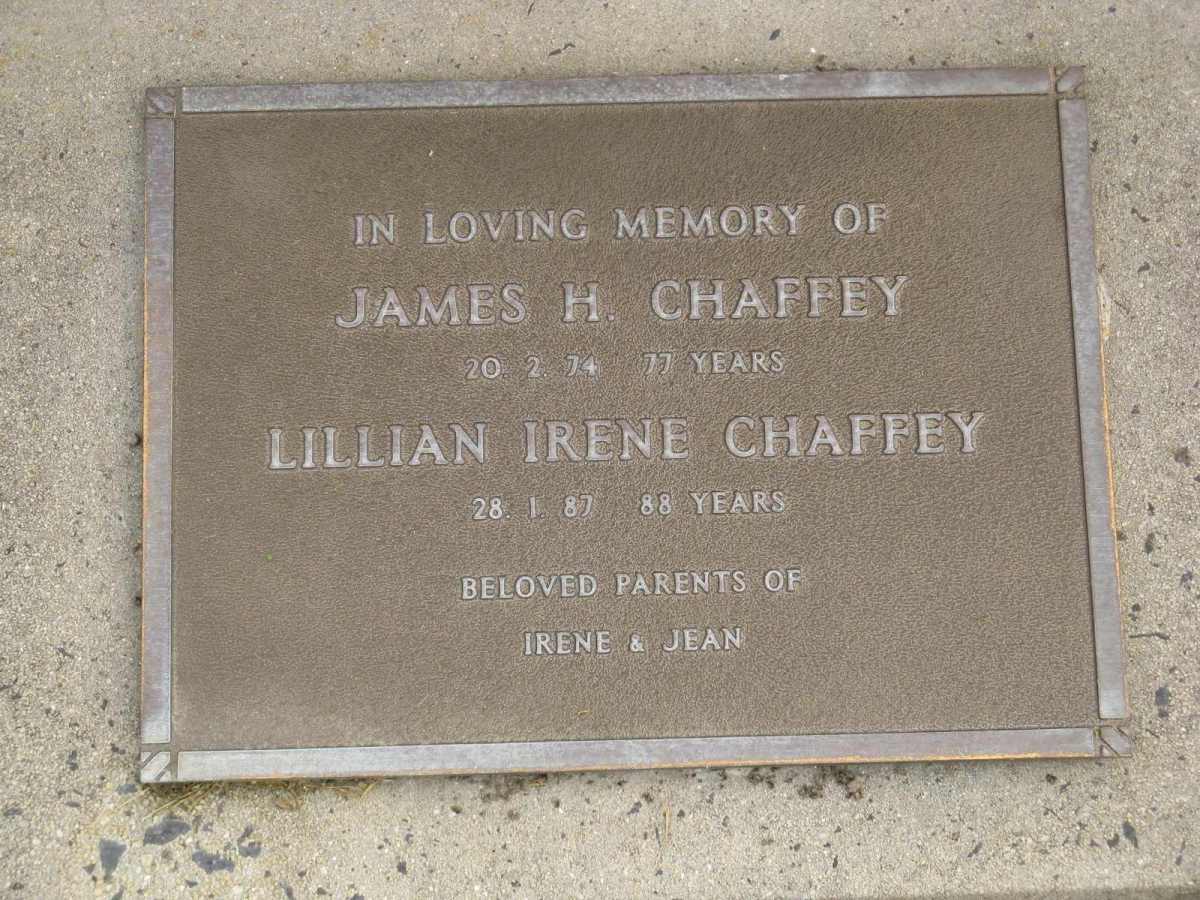 IN LOVING MEMORY OF
JAMES H. CHAFFEY
20. 2. 74 77 YEARS
LILLIAN IRENE CHAFFEY
28. 1. 87 88 YEARS
BELOVED PARENTS OF
IRENE & JEAN